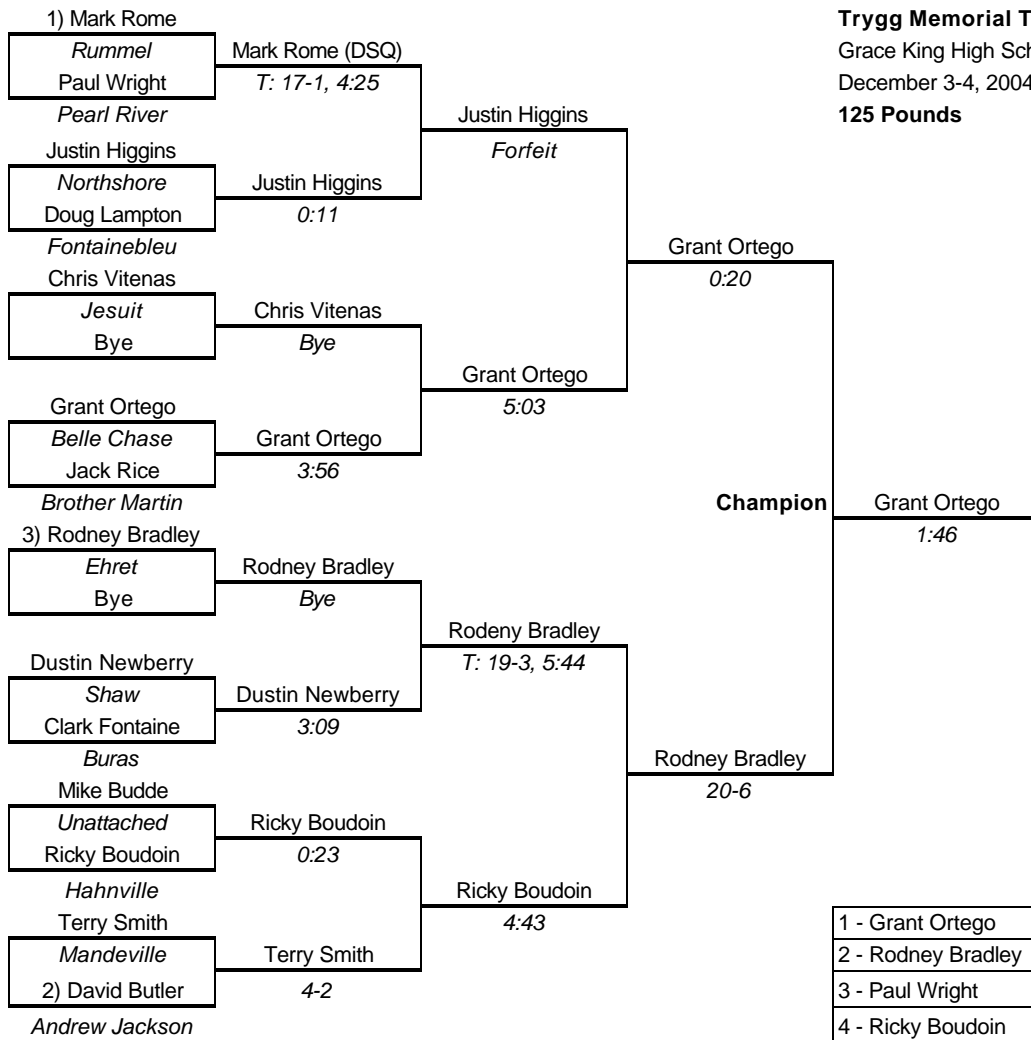 1) Mark Rome
Rummel
Paul Wright
Pearl River
Justin Higgins
Northshore
Doug Lampton
Fontainebleu
Chris Vitenas
Jesuit
Bye
Grant Ortego
Belle Chase
Jack Rice
Brother Martin
3) Rodney Bradley
Ehret
Bye
Dustin Newberry
Shaw
Clark Fontaine
Buras
Mike Budde
Unattached
Ricky Boudoin
Hahnville
Terry Smith
Mandeville
2) David Butler
Andrew Jackson
Mark Rome (DSQ)
T: 17-1, 4:25
Justin Higgins
0:11
Chris Vitenas
Bye
Grant Ortego
3:56
Rodney Bradley
Bye
Dustin Newberry
3:09
Ricky Boudoin
0:23
Terry Smith
4-2
Justin Higgins
Forfeit
Grant Ortego
5:03
Rodeny Bradley
T: 19-3, 5:44
Ricky Boudoin
4:43
Grant Ortego
0:20
Rodney Bradley
20-6
Champion
Grant Ortego
1:46
Trygg Memorial T
Grace King High Sch
December 3-4, 2004
125 Pounds
1 - Grant Ortego
2 - Rodney Bradley
3 - Paul Wright
4 - Ricky Boudoin